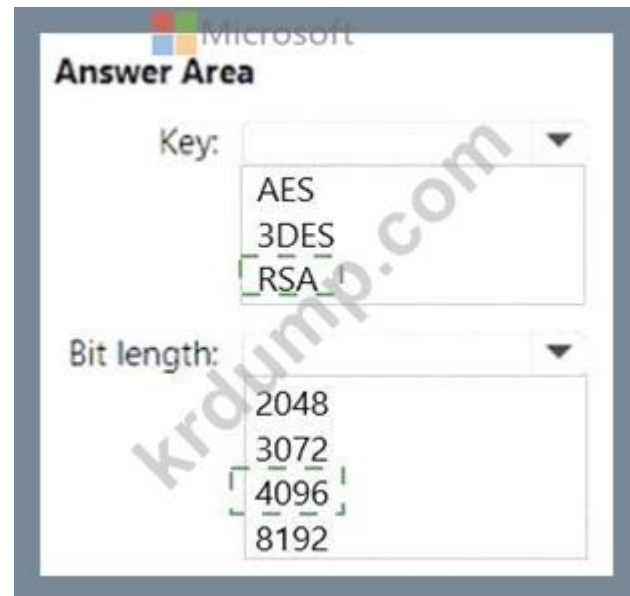 Microsoft
Answer Area
Key:
AES
3DES
RSA
Bit length:
2048
3072
4096
8192
krdump.com